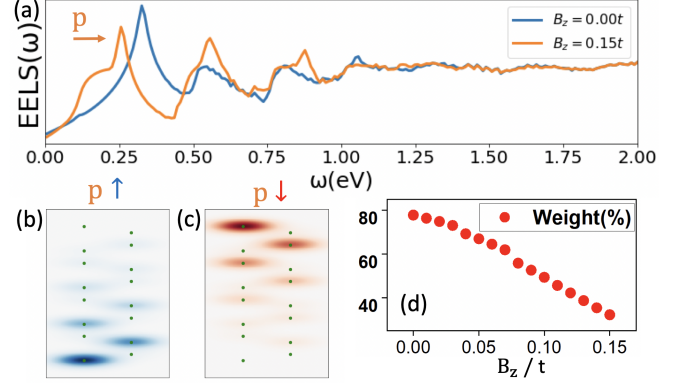 (a)
p
EELS(ω)
B_z = 0.00t
B_z = 0.15t
0.00 0.25 0.50 0.75 1.00 1.25 1.50 1.75 2.00
ω(eV)
p ↑
p ↓
(b)
(c)
80
60
40
Weight(%)
(d)
0.00 0.05 0.10 0.15
B_z / t